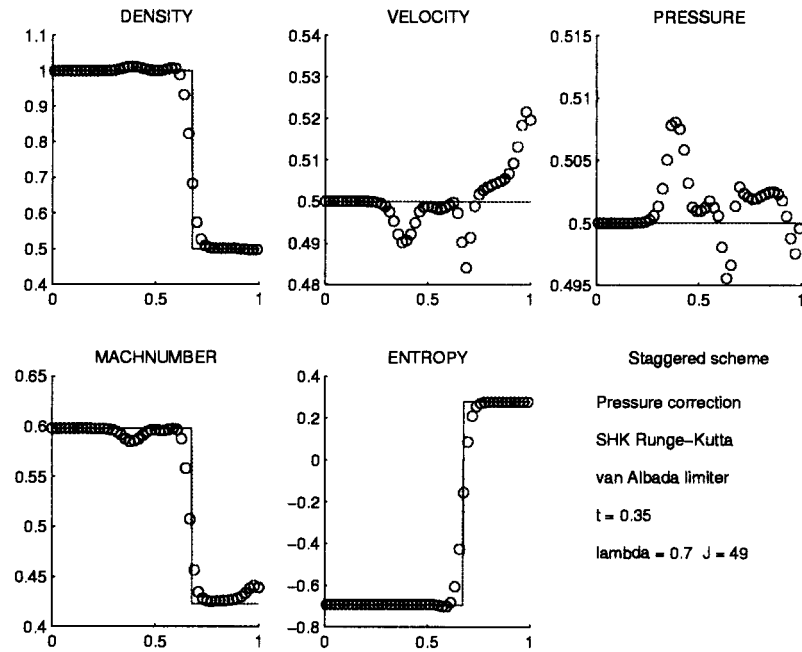 DENSITY
1.1
1
0.9
0.8
0.7
0.6
0.5
0.4
0 0.5 1
VELOCITY
0.54
0.53
0.52
0.51
0.5
0.49
0.48
0 0.5 1
PRESSURE
0.515
0.51
0.505
0.5
0.495
0 0.5 1
MACHNUMBER
0.65
0.6
0.55
0.5
0.45
0.4
0 0.5 1
ENTROPY
0.4
0.2
0
−0.2
−0.4
−0.6
−0.8
0 0.5 1
Staggered scheme
Pressure correction
SHK Runge−Kutta
van Albada limiter
t = 0.35
lambda = 0.7 J = 49